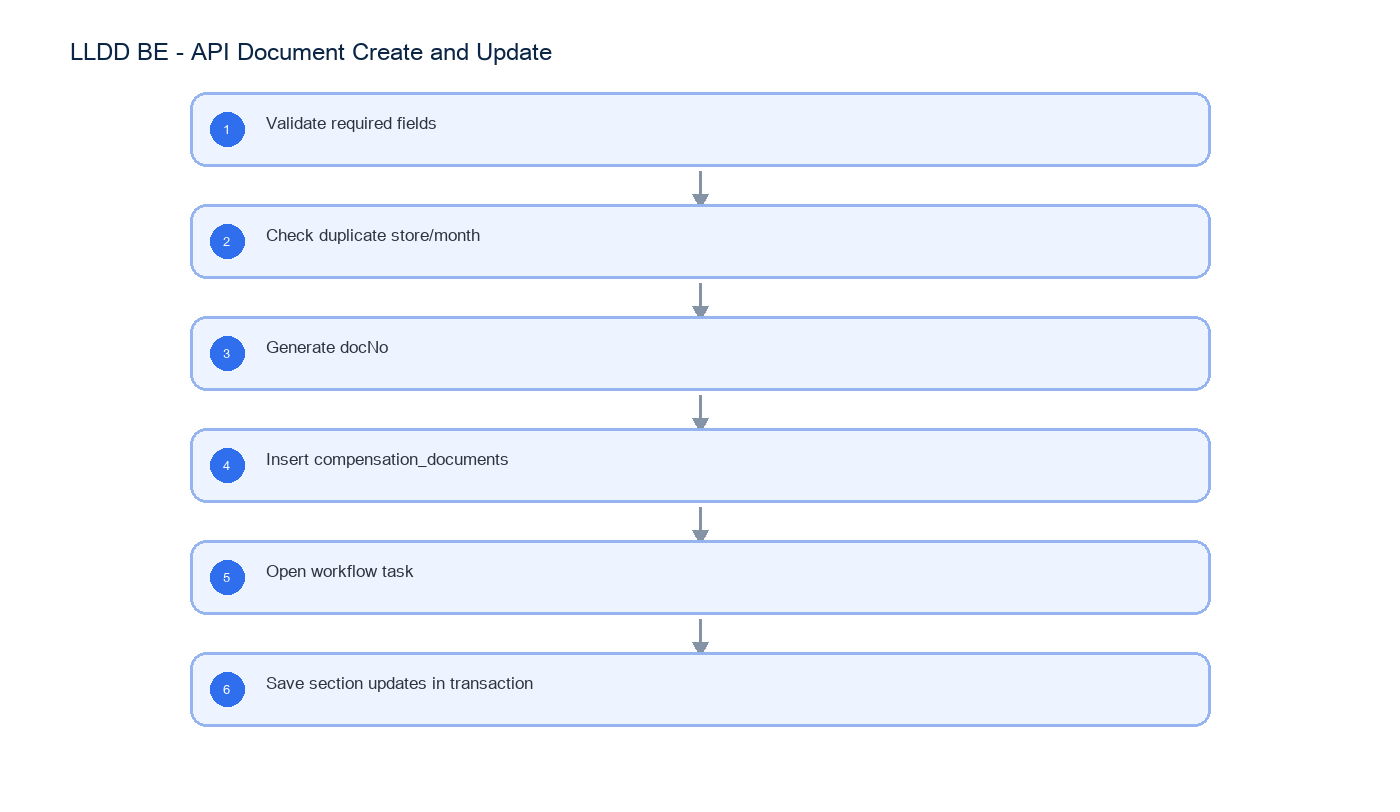 LLDD BE - API Document Create and Update
1 Validate required fields
2 Check duplicate store/month
3 Generate docNo
4 Insert compensation_documents
5 Open workflow task
6 Save section updates in transaction